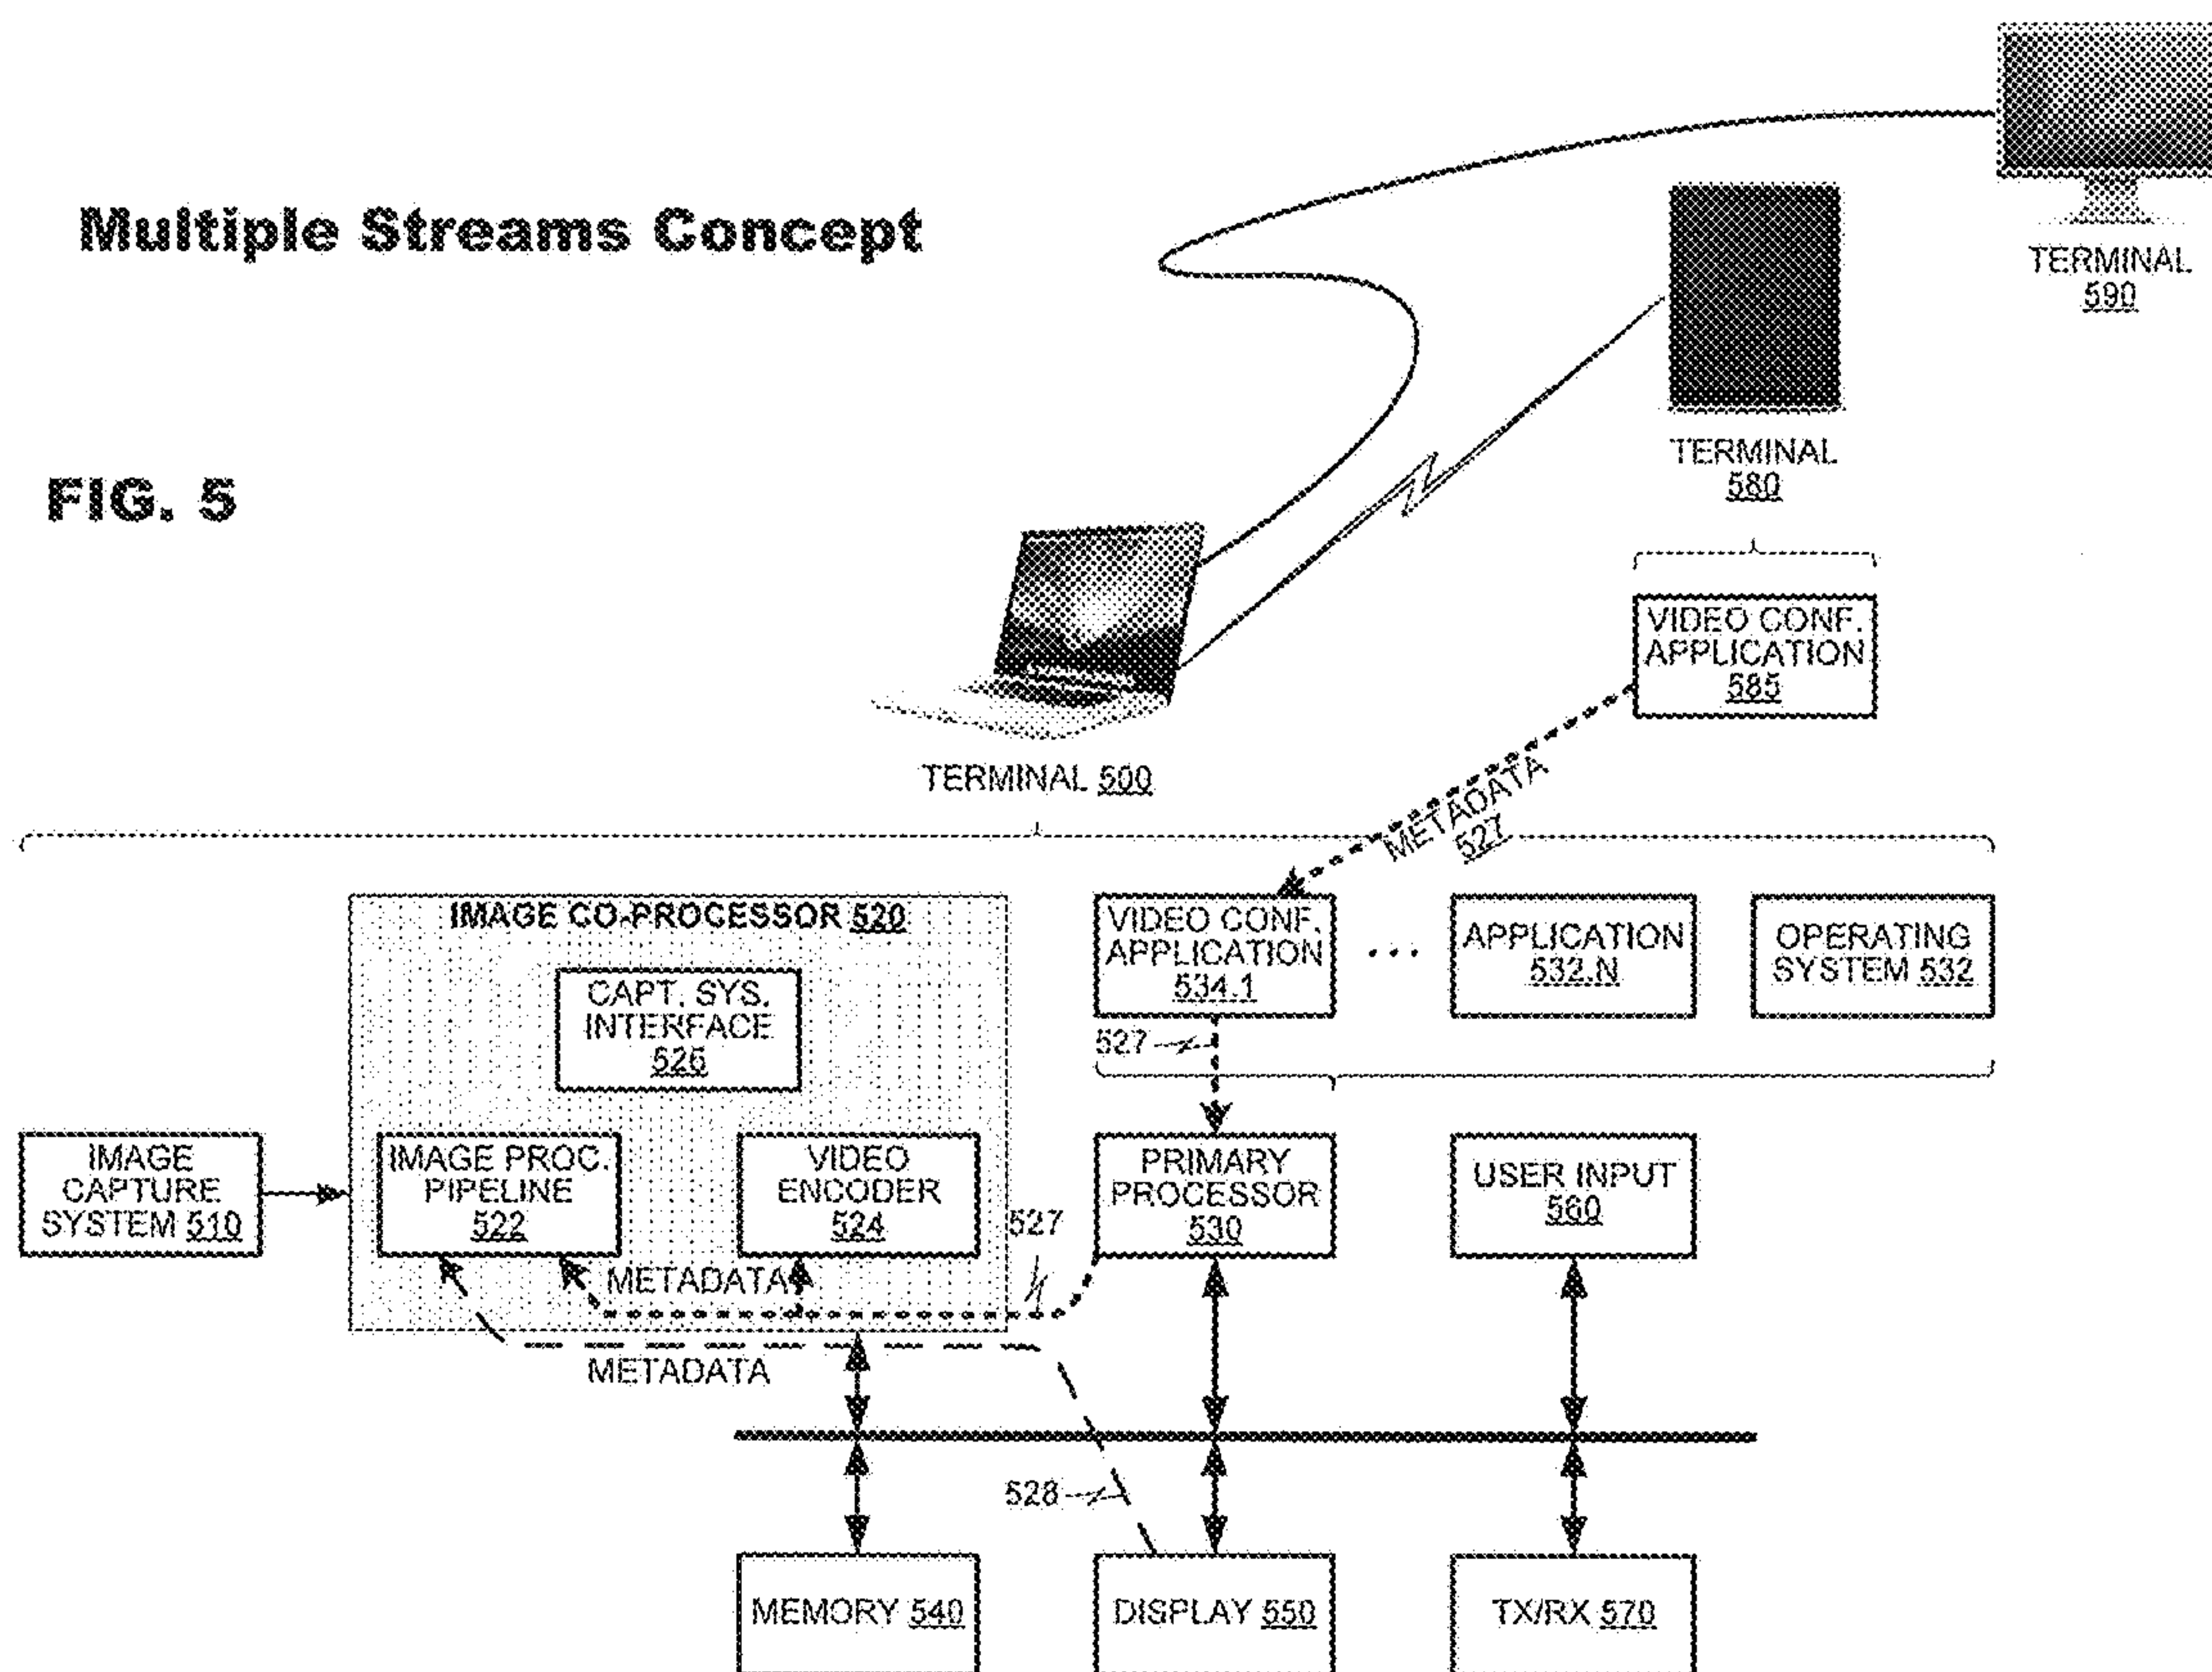 Multiple Streams Concept
TERMINAL
590
TERMINAL
580
FIG. 5
VIDEO CONF.
APPLICATION
585
TERMINAL 500
METADATA
527
IMAGE CO-PROCESSOR 520
CAPT. SYS.
INTERFACE
526
VIDEO CONF.
APPLICATION
534.1
...
APPLICATION
532.N
OPERATING
SYSTEM 532
527
IMAGE
CAPTURE
SYSTEM 510
IMAGE PROC.
PIPELINE
522
VIDEO
ENCODER
524
527
PRIMARY
PROCESSOR
530
USER INPUT
560
METADATA
METADATA
528
MEMORY 540
DISPLAY 550
TX/RX 570